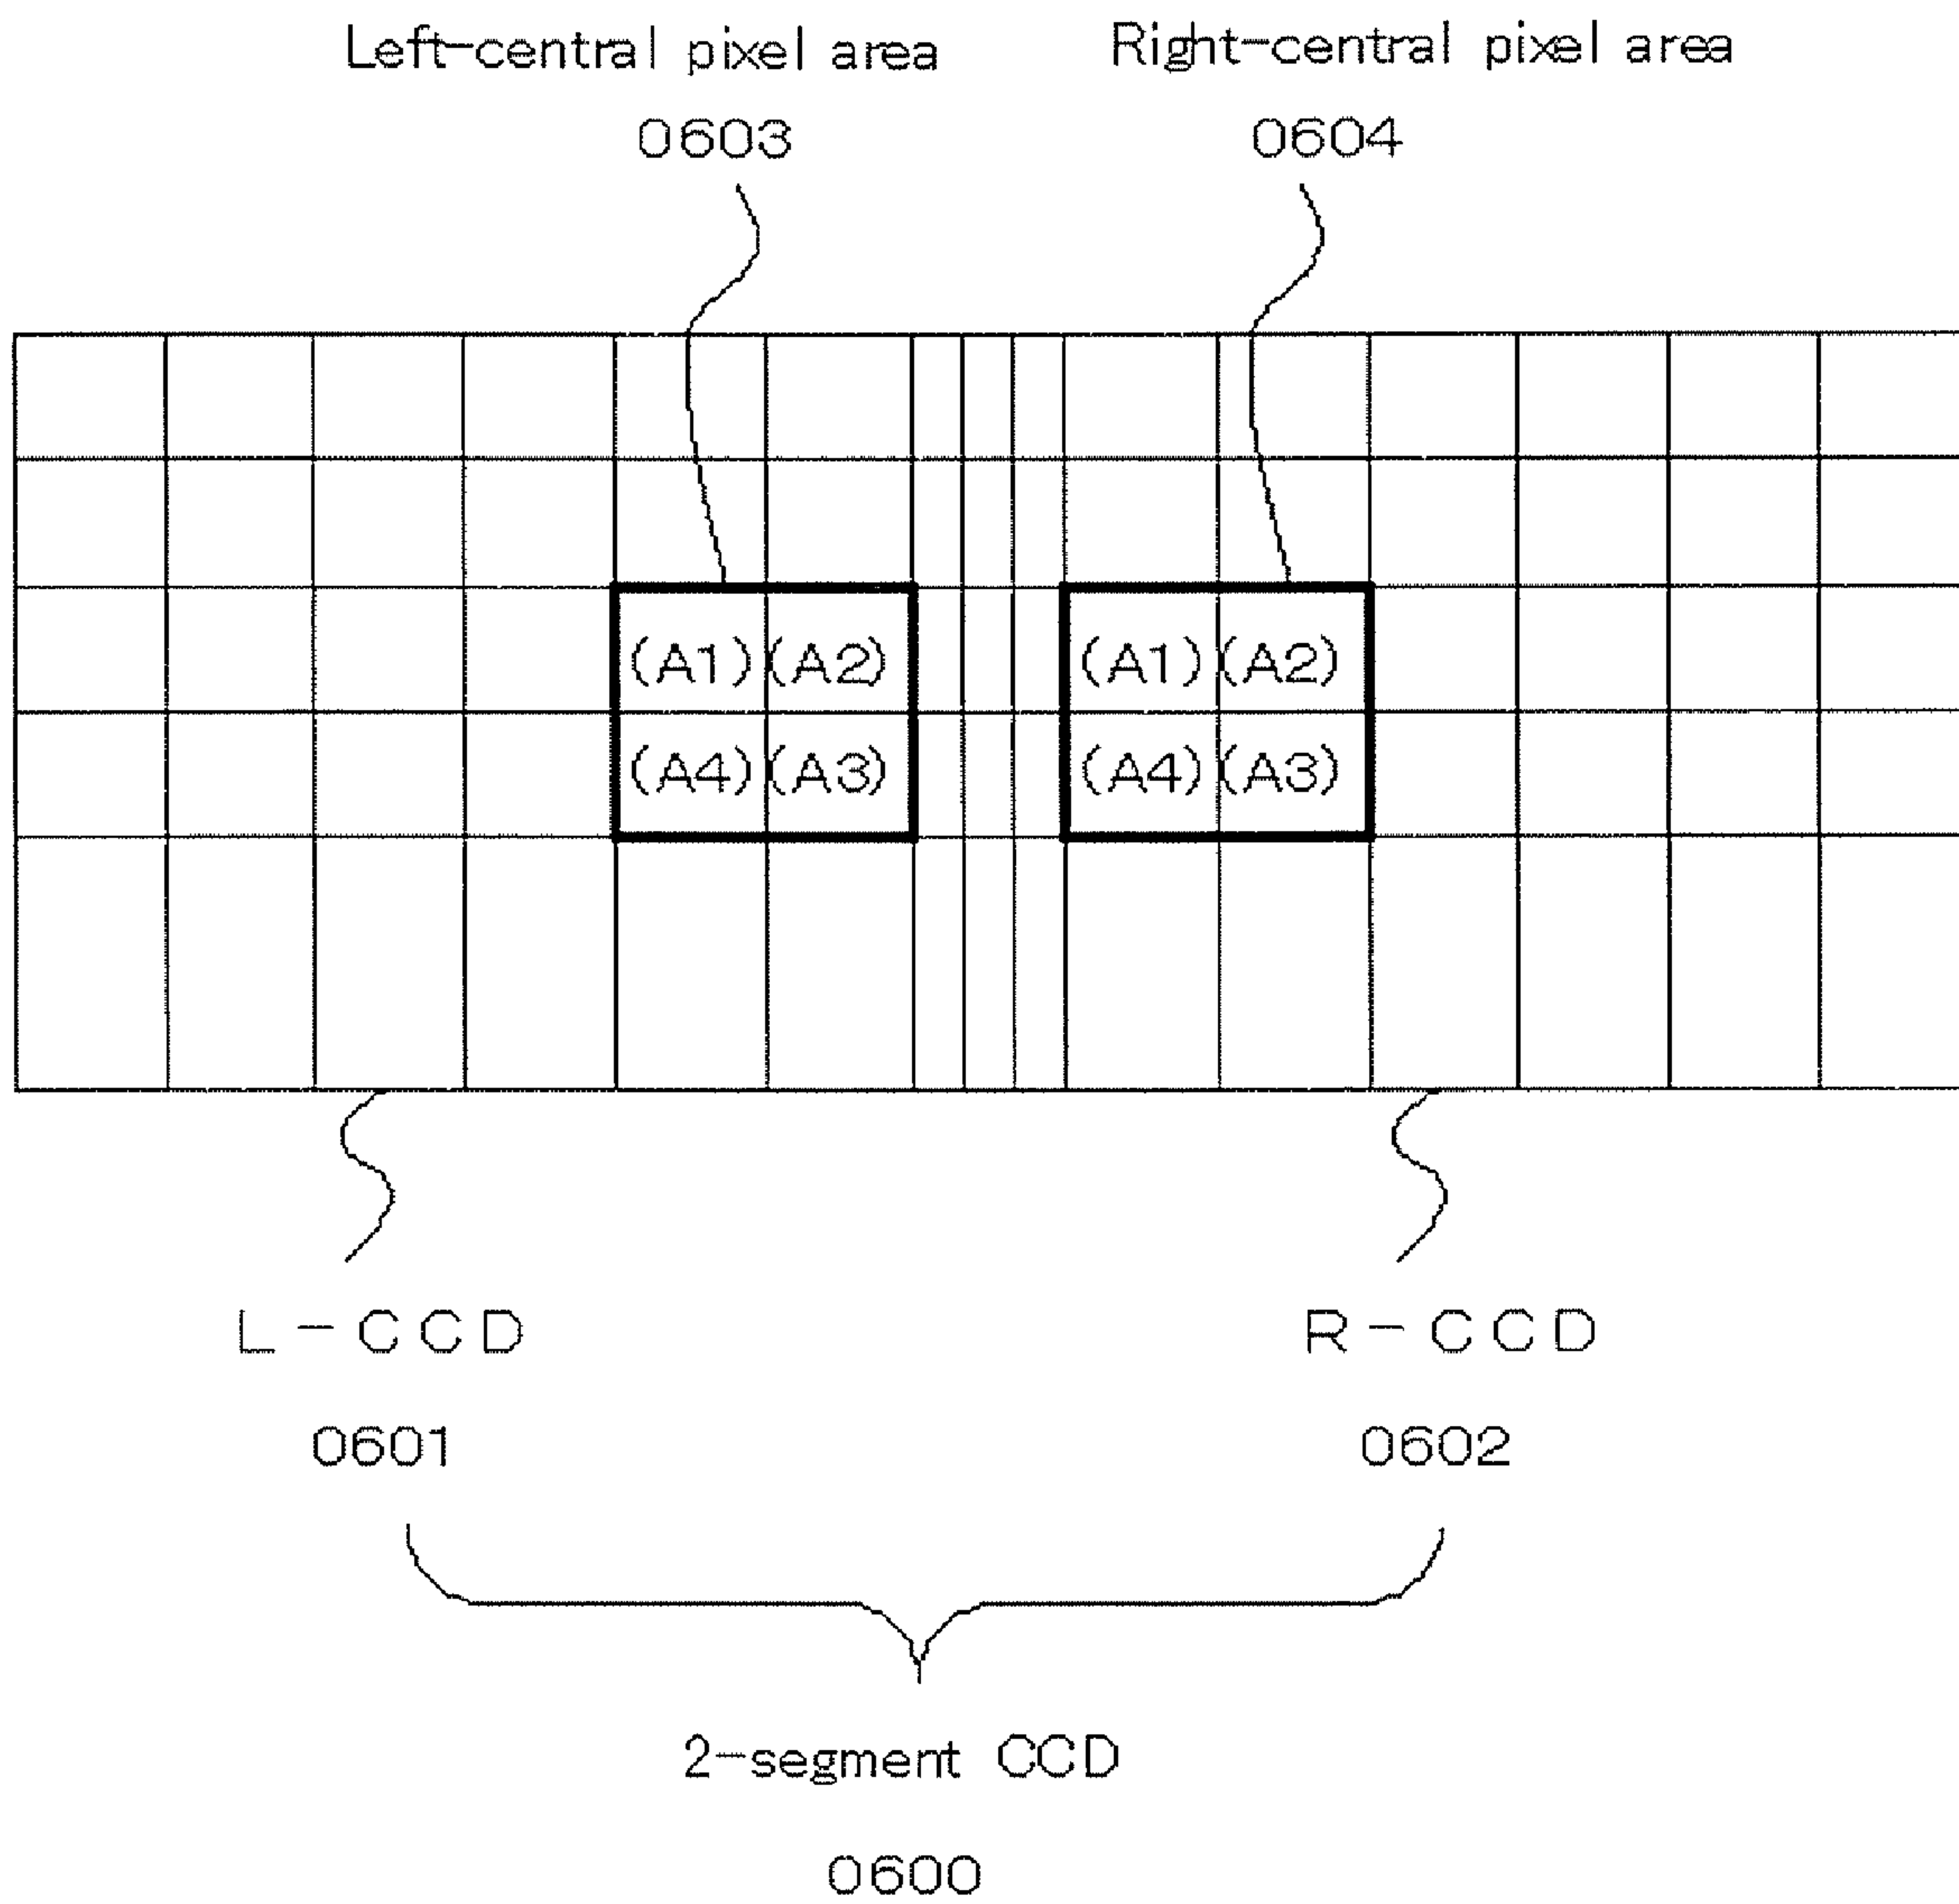 Left-central pixel area Right-central pixel area
0603 0604
(A1) (A2) (A1) (A2)
(A4) (A3) (A4) (A3)
L-CCD R-CCD
0601 0602
2-segment CCD
0600